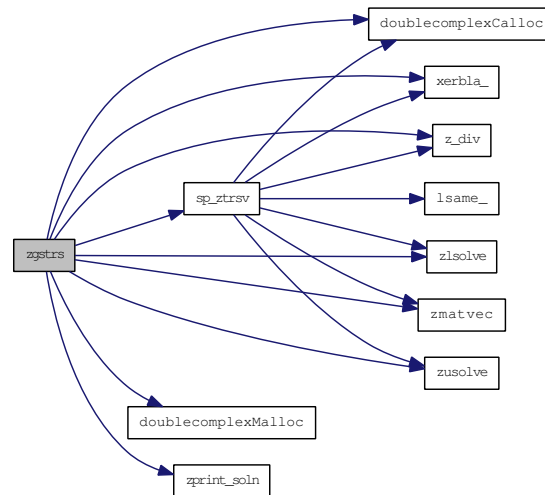 doublecomplexCalloc
xerbla_
z_div
sp_ztrsv
lsame_
zgstrs
zlsolve
zmatvec
zusolve
doublecomplexMalloc
zprint_soln